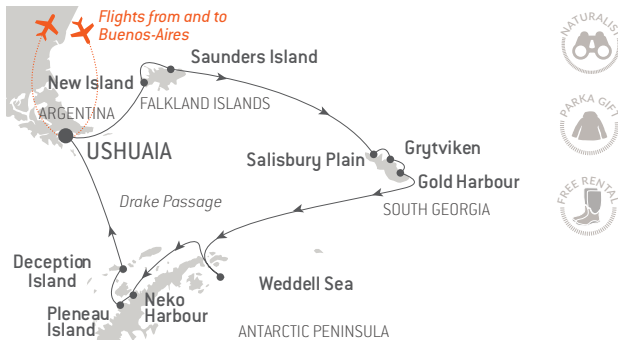 Flights from and to
Buenos-Aires
Saunders Island
New Island
FALKLAND ISLANDS
ARGENTINA
USHUAIA
Salisbury Plain
Grytviken
Gold Harbour
SOUTH GEORGIA
Drake Passage
Deception
Island
Weddell Sea
Neko
Harbour
Pleneau
Island
ANTARCTIC PENINSULA
NATURALIST
PARKA GIFT
FREE RENTAL